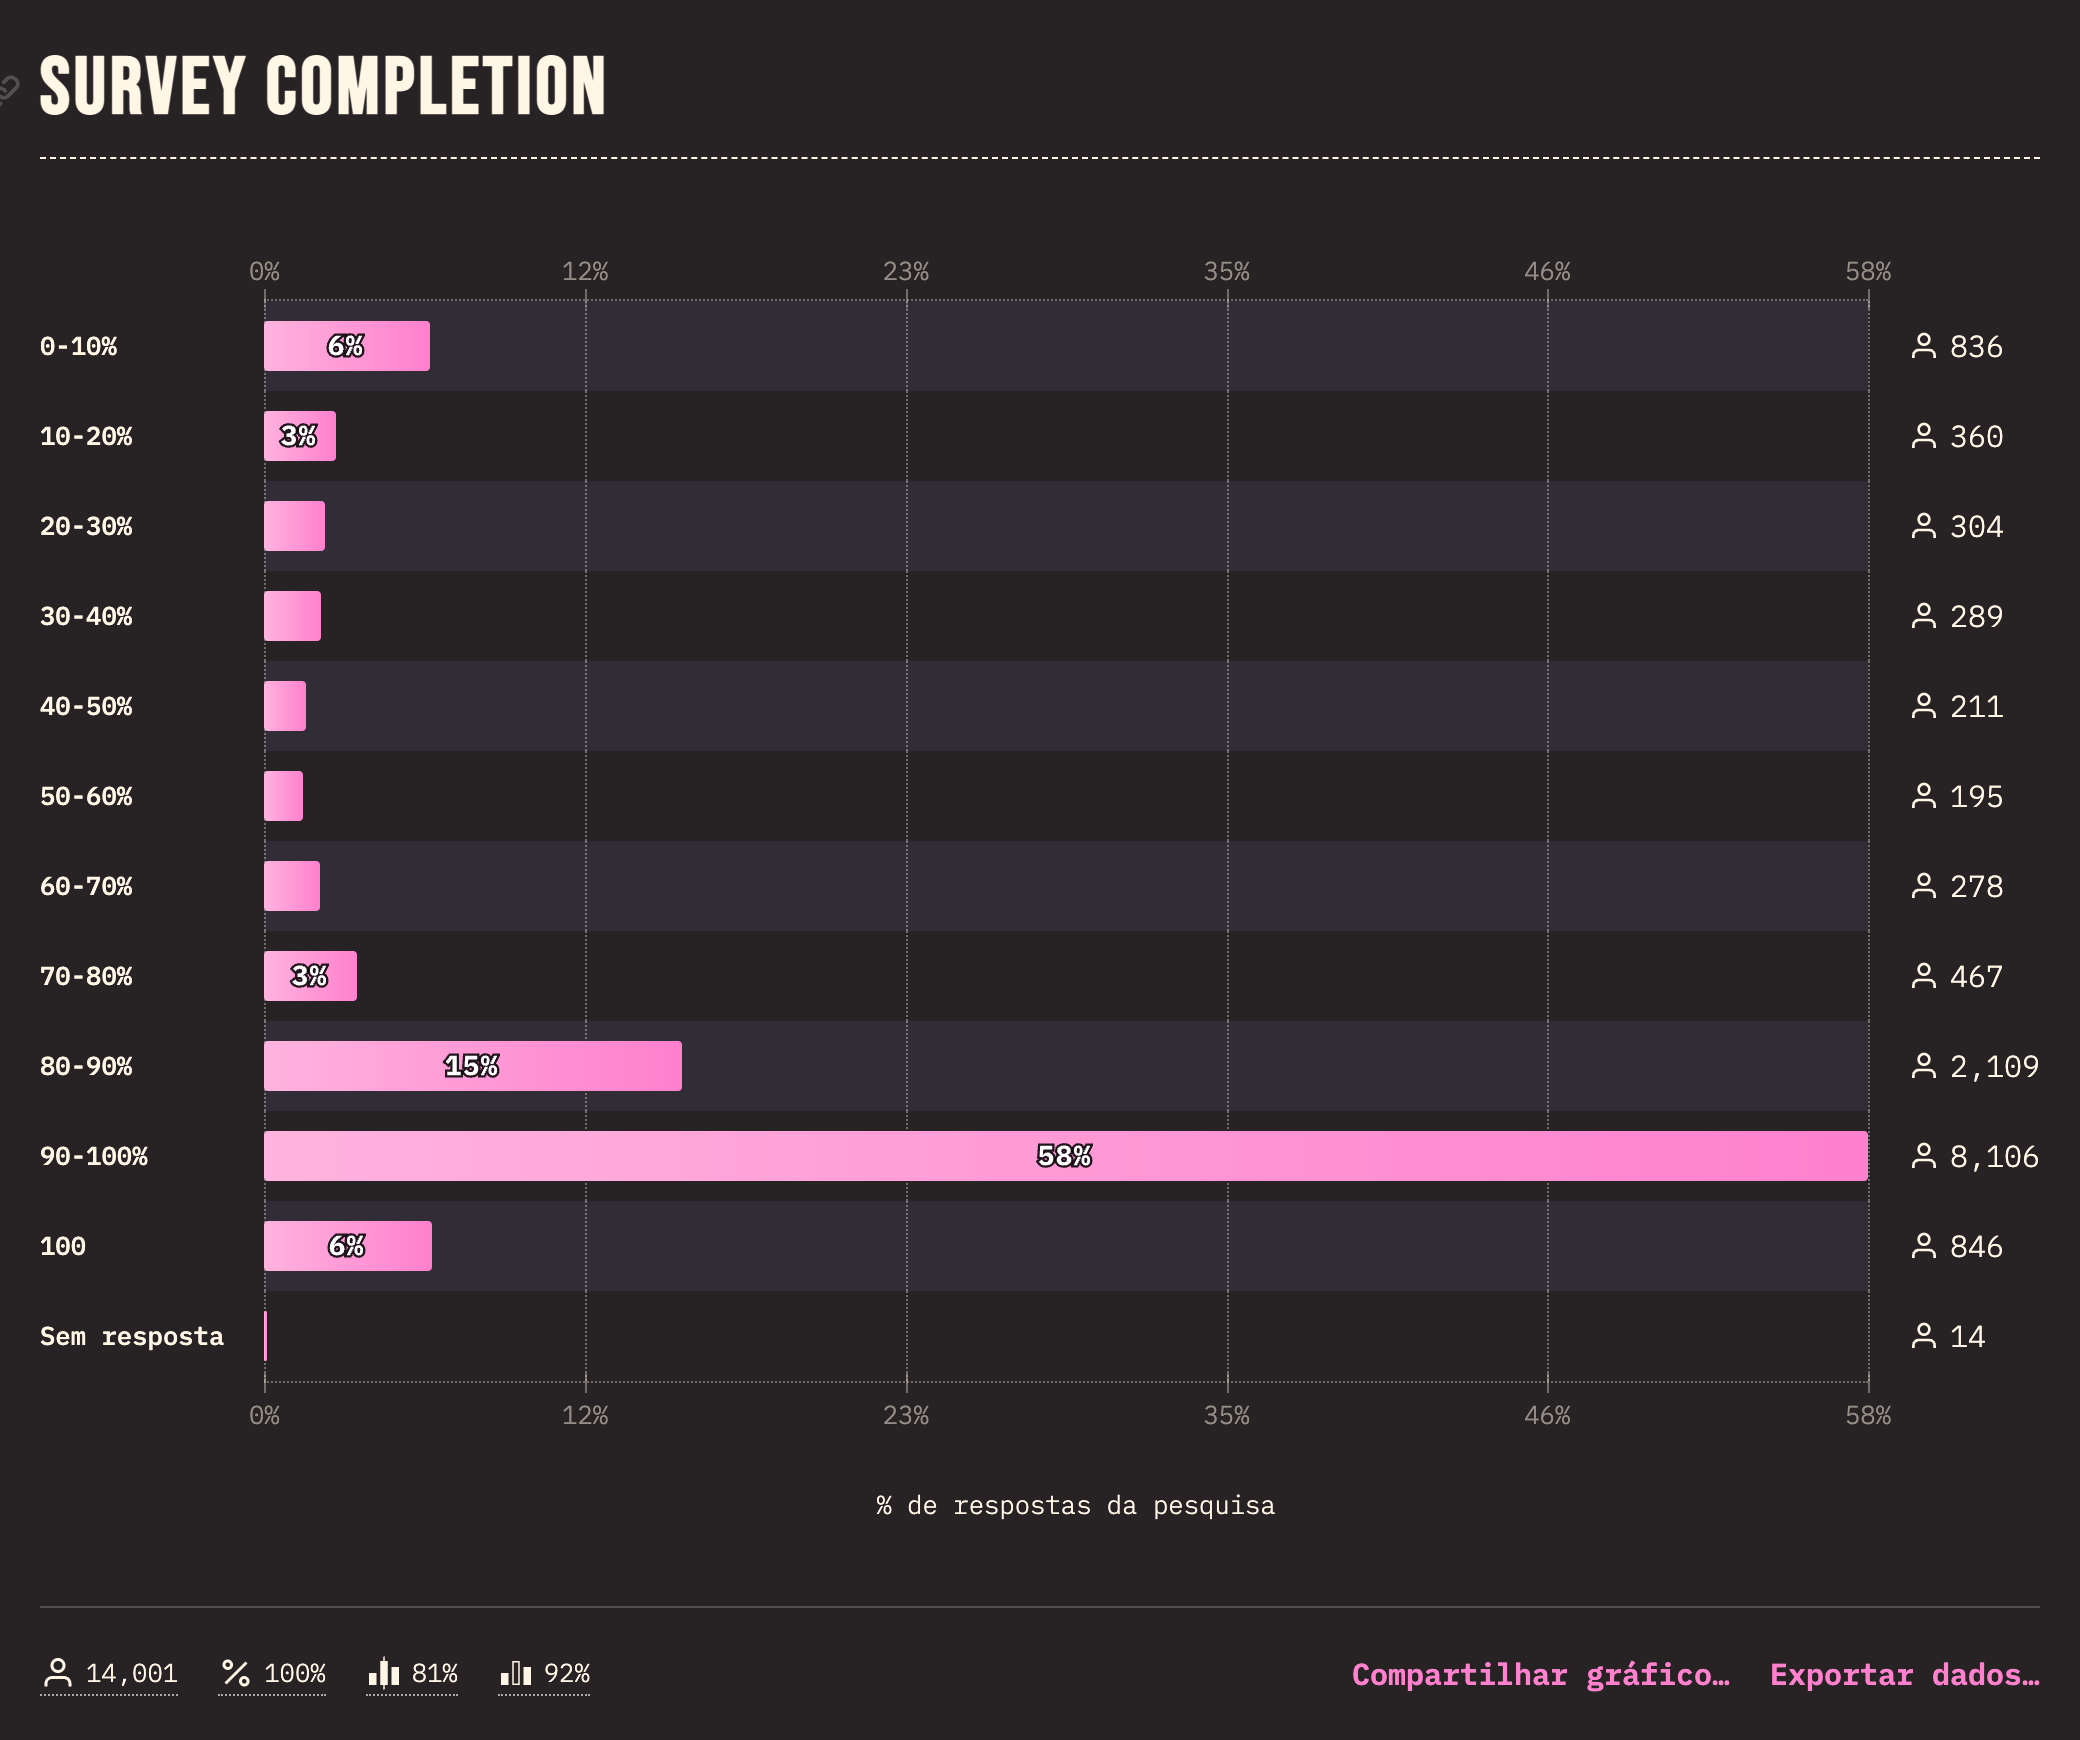 SURVEY COMPLETION
0% 12% 23% 35% 46% 58%
0-10% 6% 836
10-20% 3% 360
20-30% 304
30-40% 289
40-50% 211
50-60% 195
60-70% 278
70-80% 3% 467
80-90% 15% 2,109
90-100% 58% 8,106
100 6% 846
Sem resposta 14
0% 12% 23% 35% 46% 58%
% de respostas da pesquisa
14,001 100% 81% 92% Compartilhar gráfico… Exportar dados…